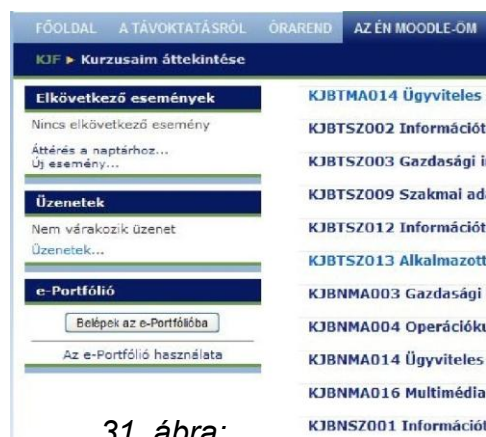 FŐOLDAL A TÁVOKTATÁSRÓL ÓRAREND AZ ÉN MOODLE-ÖM
KJF ► Kurzusaim áttekintése
Elkövetkező események
Nincs elkövetkező esemény
Áttérés a naptárhoz...
Új esemény...
Üzenetek
Nem várakozik üzenet
Üzenetek...
e-Portfólió
Belépek az e-Portfólióba
Az e-Portfólió használata
KJBTMA014 Ügyviteles
KJBTSZ002 Információt
KJBTSZ003 Gazdasági i
KJBTSZ009 Szakmai ad
KJBTSZ012 Információt
KJBTSZ013 Alkalmazott
KJBNMA003 Gazdasági
KJBNMA004 Operációku
KJBNMA014 Ügyviteles
KJBNMA016 Multimédia
KJBNSZ001 Információt
31. ábra: